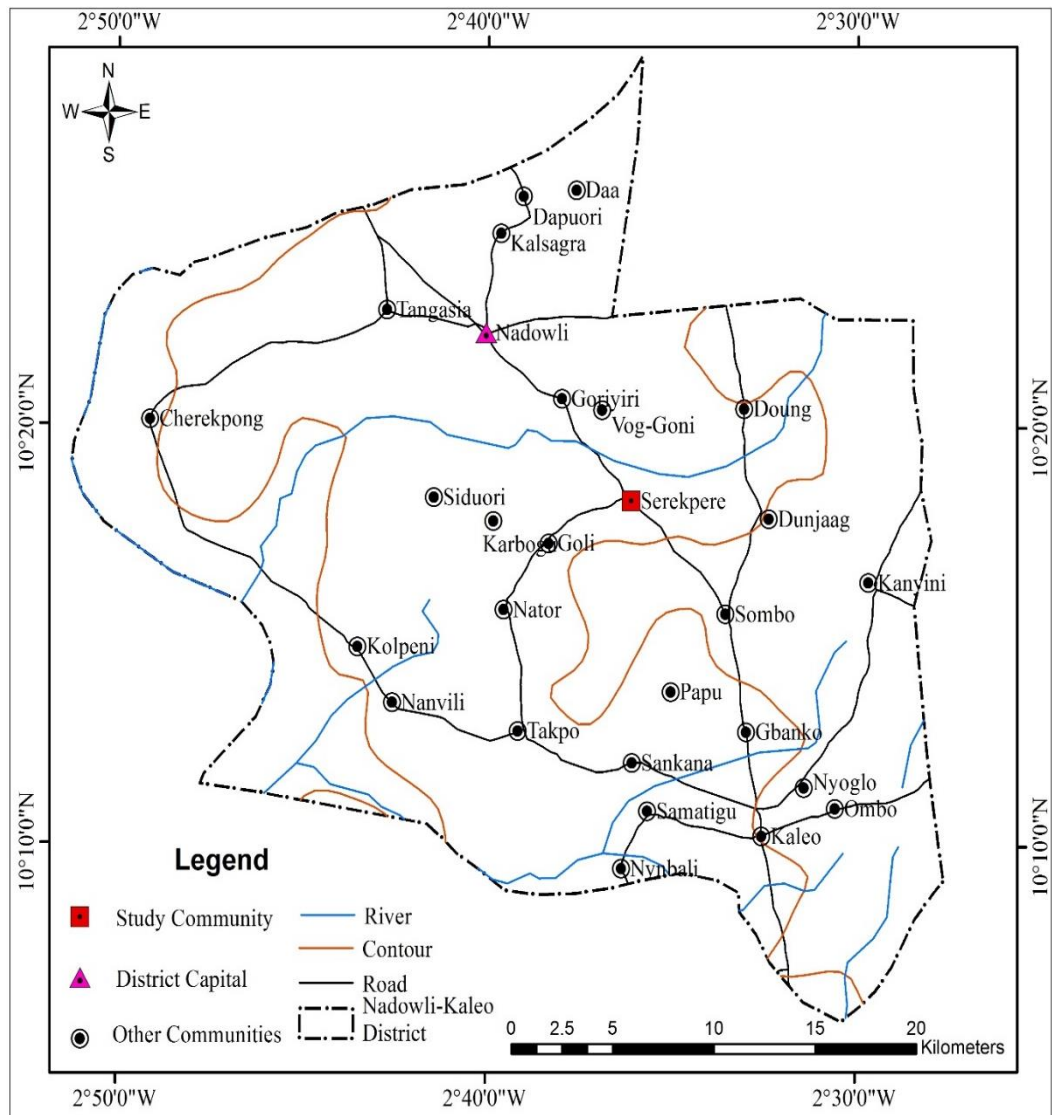 2°50'0"W
2°40'0"W
2°30'0"W
N
W
E
S
Daa
Dapuori
Kalsagra
Tangasia
Nadowli
Goriyiri
Vog-Goni
Doung
Cherekpong
10°20'0"N
10°20'0"N
Siduori
Serekpere
Dunjaag
Karboga
Goli
Kanyini
Nator
Sombo
Kolpeni
Papu
Nanvili
Takpo
Gbanko
Sankana
Nyoglo
Samatigu
Ombo
Kaleo
10°10'0"N
10°10'0"N
Nynbali
Legend
Study Community
River
Contour
District Capital
Road
Nadowli-Kaleo
District
Other Communities
0 2.5 5 10 15 20
Kilometers
2°50'0"W
2°40'0"W
2°30'0"W